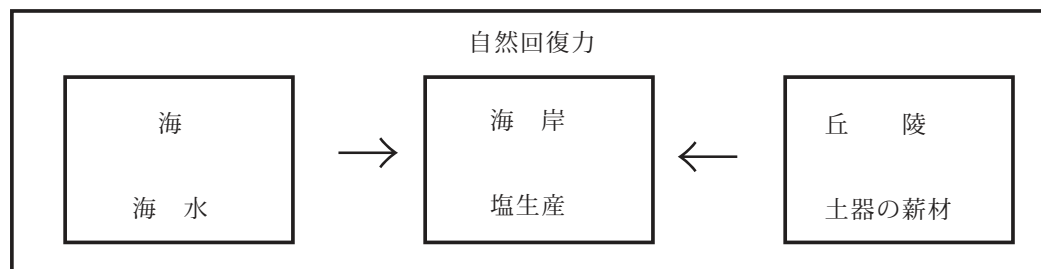 自然回復力
海
海　水
海　岸
塩生産
丘　　陵
土器の薪材